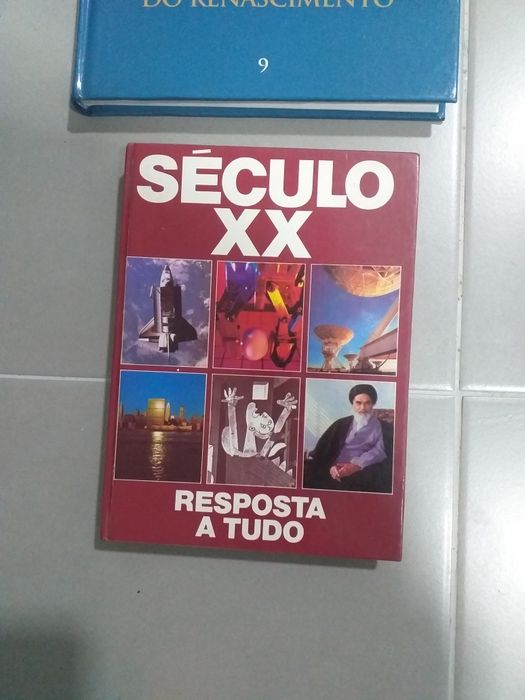 DO RENASCIMENTO
9
SÉCULO
XX
RESPOSTA
A TUDO